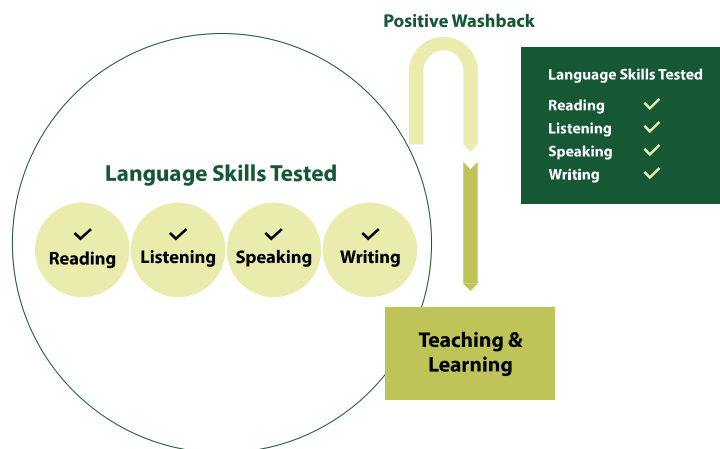 Positive Washback
Language Skills Tested
Reading
Listening
Speaking
Writing
Language Skills Tested
Reading
Listening
Speaking
Writing
Teaching &
Learning